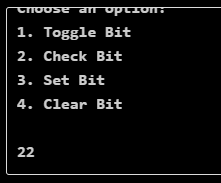 Choose an option:
1. Toggle Bit
2. Check Bit
3. Set Bit
4. Clear Bit
22